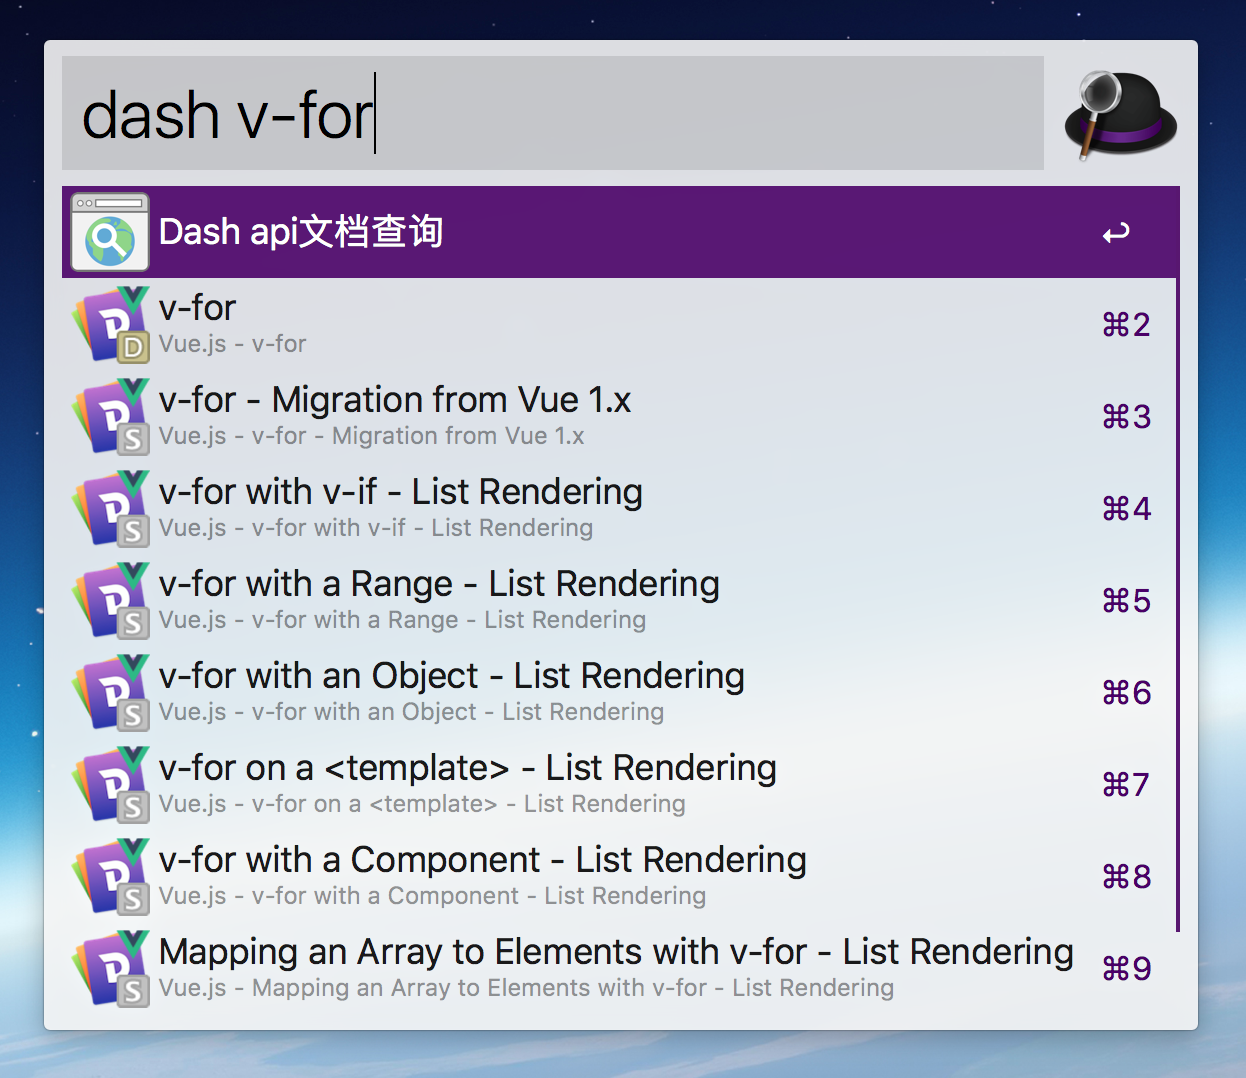 dash v-for
Dash api文档查询
v-for
Vue.js - v-for
⌘2
v-for - Migration from Vue 1.x
Vue.js - v-for - Migration from Vue 1.x
⌘3
v-for with v-if - List Rendering
Vue.js - v-for with v-if - List Rendering
⌘4
v-for with a Range - List Rendering
Vue.js - v-for with a Range - List Rendering
⌘5
v-for with an Object - List Rendering
Vue.js - v-for with an Object - List Rendering
⌘6
v-for on a <template> - List Rendering
Vue.js - v-for on a <template> - List Rendering
⌘7
v-for with a Component - List Rendering
Vue.js - v-for with a Component - List Rendering
⌘8
Mapping an Array to Elements with v-for - List Rendering
Vue.js - Mapping an Array to Elements with v-for - List Rendering
⌘9